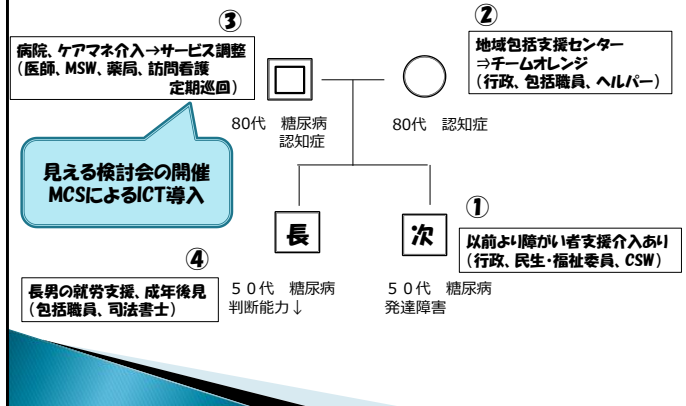 ③
病院、ケアマネ介入→サービス調整
（医師、MSW、薬局、訪問看護
定期巡回）
②
地域包括支援センター
⇒チームオレンジ
（行政、包括職員、ヘルパー）
80代　糖尿病
認知症
80代　認知症
見える検討会の開催
MCSによるICT導入
長
次
①
以前より障がい者支援介入あり
（行政、民生・福祉委員、CSW）
④
長男の就労支援、成年後見
（包括職員、司法書士）
５０代　糖尿病
判断能力↓
５０代　糖尿病
発達障害